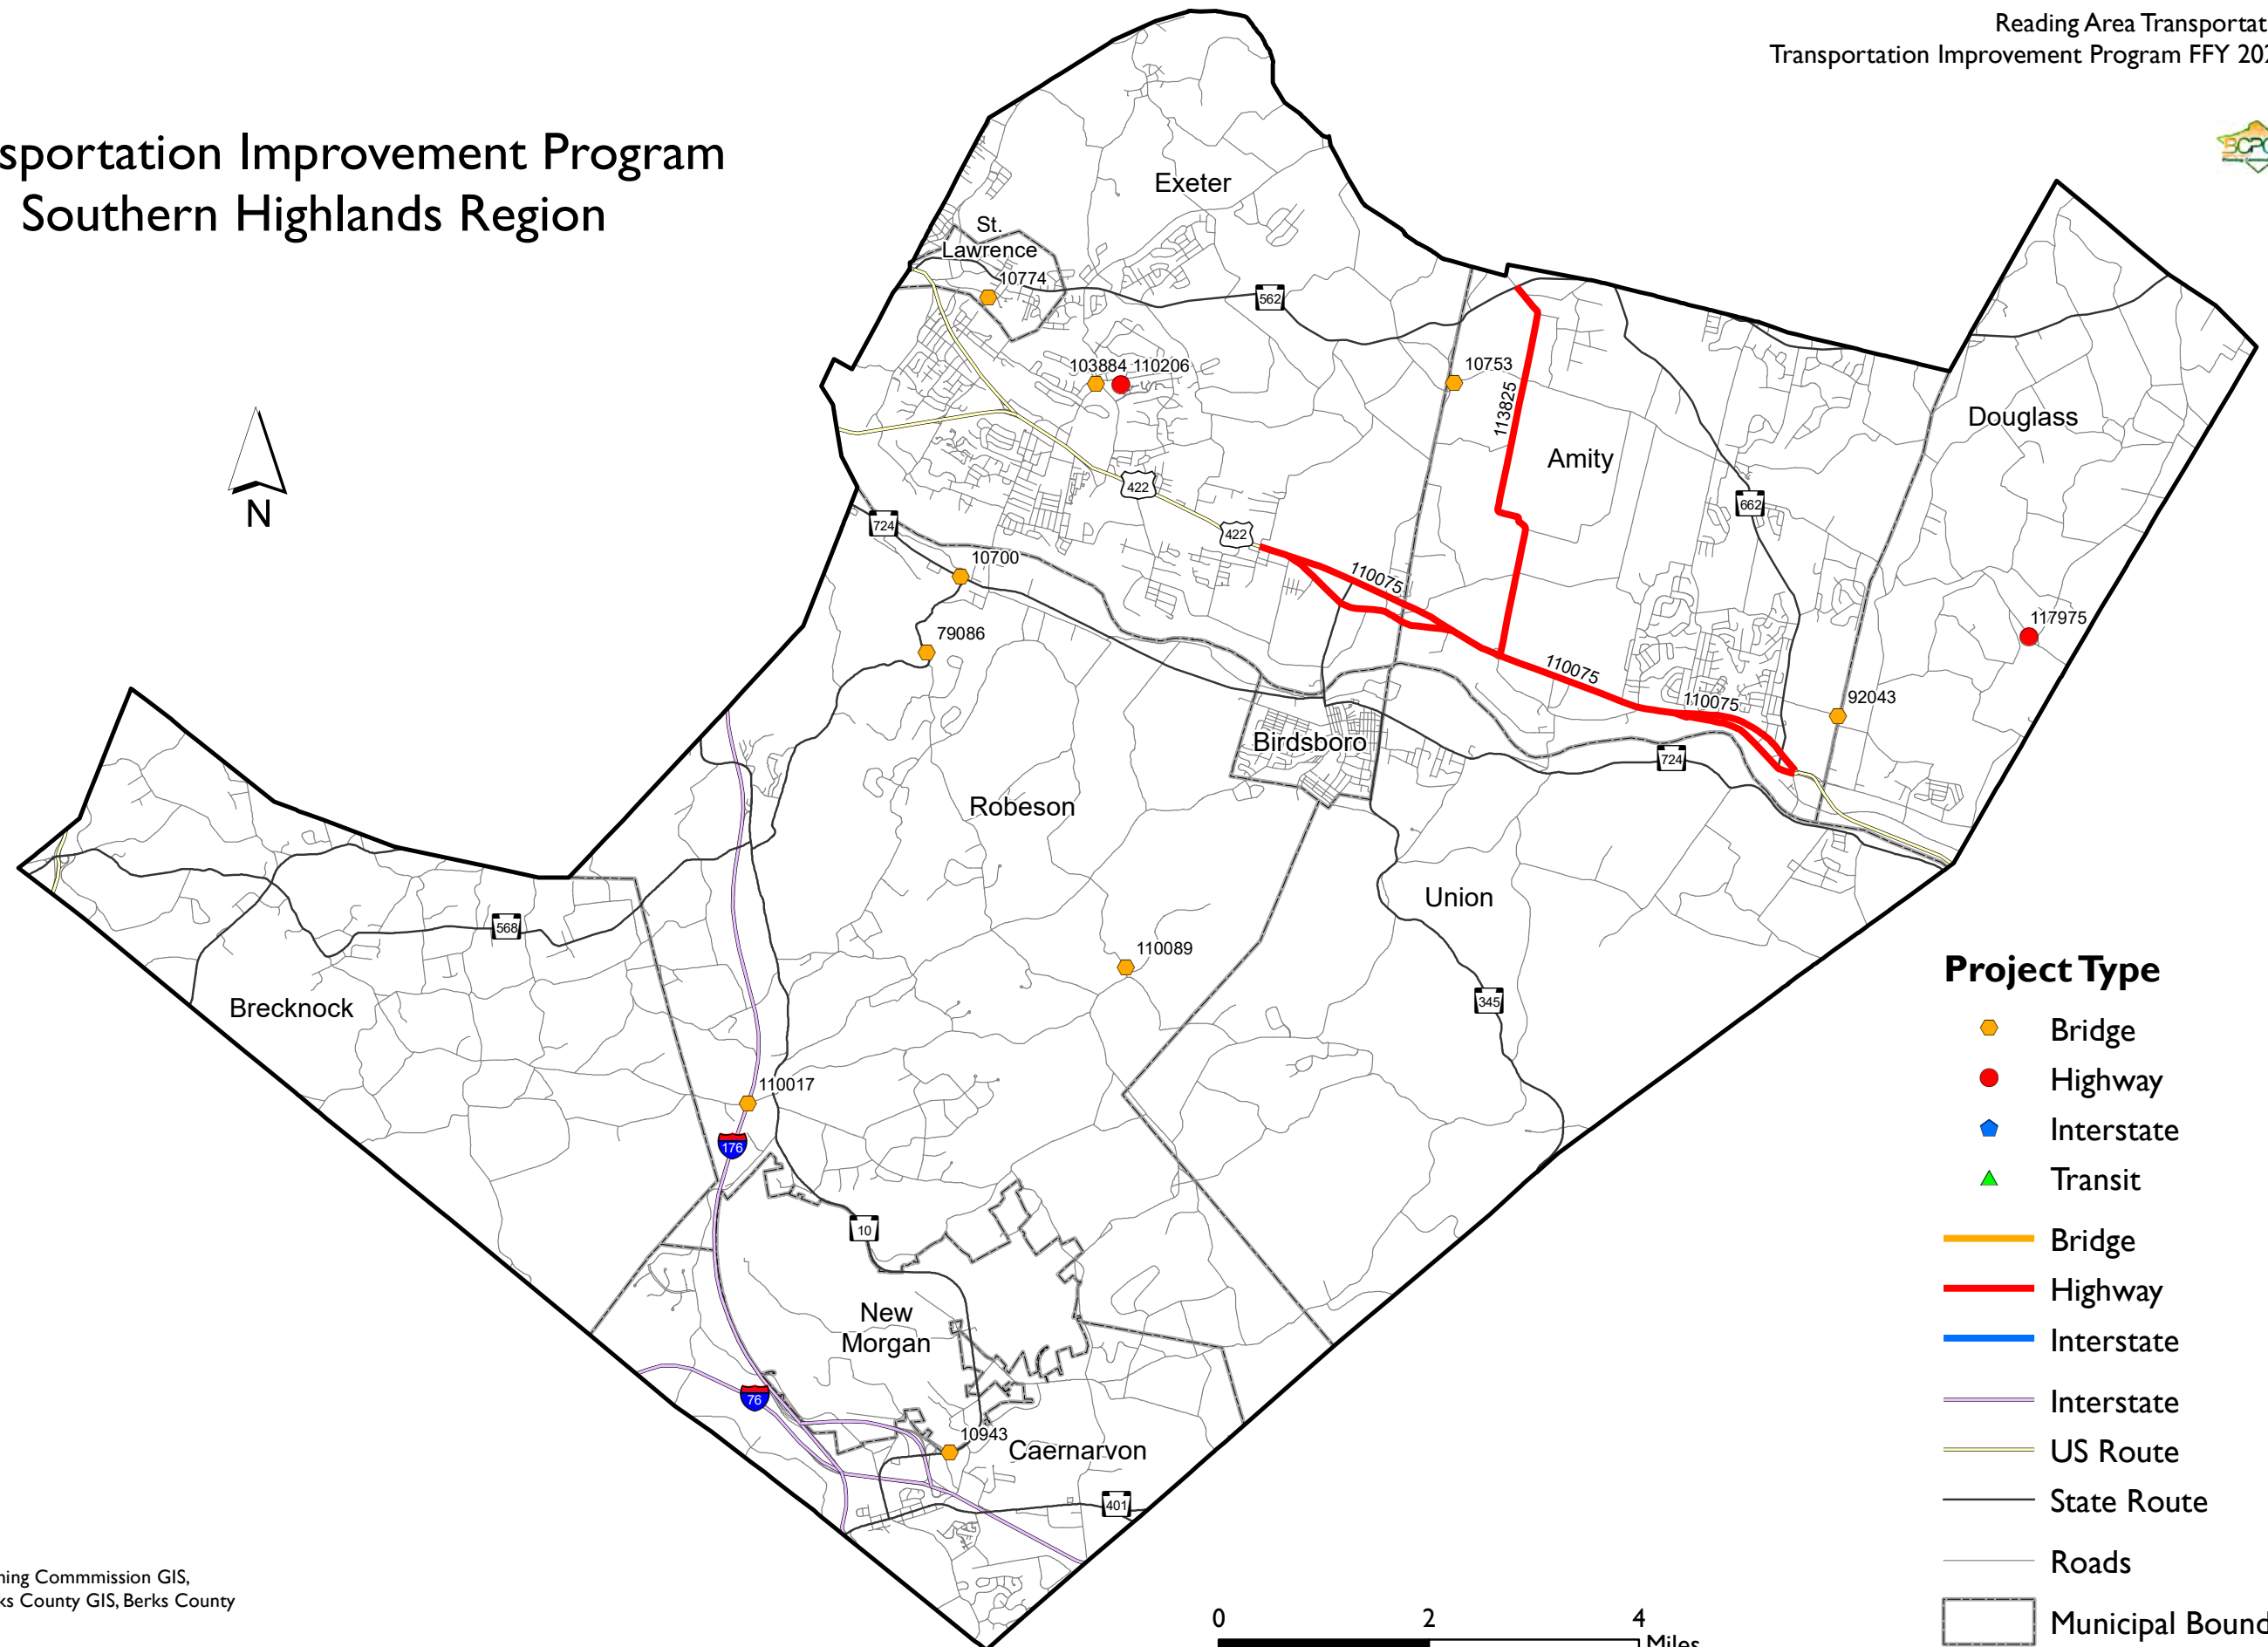 Reading Area Transportat
Transportation Improvement Program FFY 202
BCPC
sportation Improvement Program
Southern Highlands Region
N
Exeter
St.
Lawrence
10774
562
103884 110206
10753
113825
Douglass
Amity
422
662
724
422
10700
110075
79086
117975
110075
110075
92043
Birdsboro
724
Robeson
Union
568
110089
345
Brecknock
110017
176
10
New
Morgan
76
10943
Caernarvon
401
Project Type
Bridge
Highway
Interstate
Transit
Bridge
Highway
Interstate
Interstate
US Route
State Route
Roads
Municipal Bound
ning Commmission GIS,
ks County GIS, Berks County
0 2 4
Miles